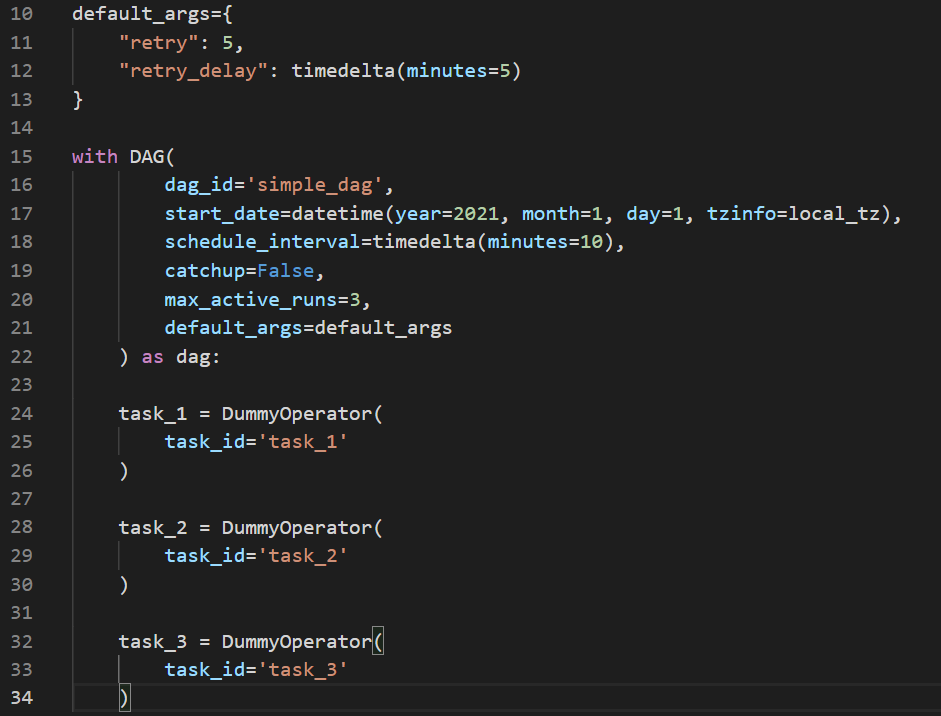 10 default_args={
11     "retry": 5,
12     "retry_delay": timedelta(minutes=5)
13 }
14
15 with DAG(
16         dag_id='simple_dag',
17         start_date=datetime(year=2021, month=1, day=1, tzinfo=local_tz),
18         schedule_interval=timedelta(minutes=10),
19         catchup=False,
20         max_active_runs=3,
21         default_args=default_args
22     ) as dag:
23
24     task_1 = DummyOperator(
25         task_id='task_1'
26     )
27
28     task_2 = DummyOperator(
29         task_id='task_2'
30     )
31
32     task_3 = DummyOperator(
33         task_id='task_3'
34     )